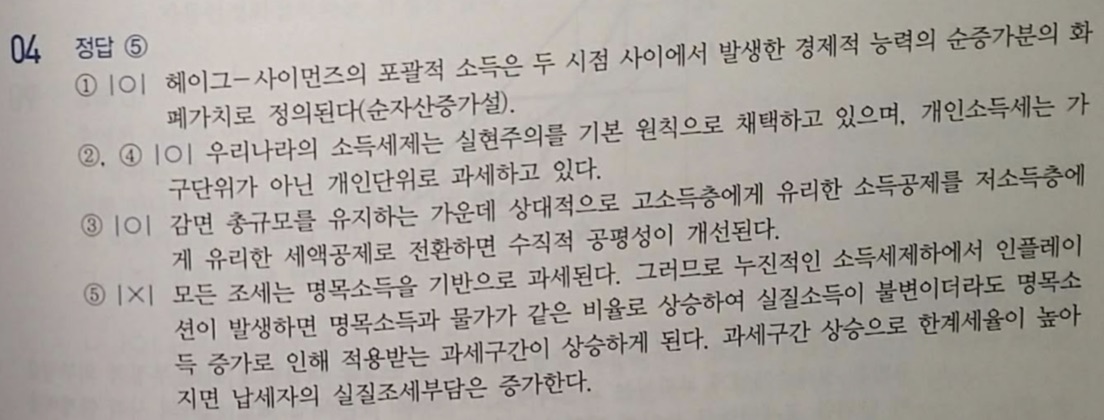 04 정답 ⑤
① |O| 헤이그-사이먼즈의 포괄적 소득은 두 시점 사이에서 발생한 경제적 능력의 순증가분의 화
폐가치로 정의된다(순자산증가설).
②, ④ |O| 우리나라의 소득세제는 실현주의를 기본 원칙으로 채택하고 있으며, 개인소득세는 가
구단위가 아닌 개인단위로 과세하고 있다.
③ |O| 감면 총규모를 유지하는 가운데 상대적으로 고소득층에게 유리한 소득공제를 저소득층에
게 유리한 세액공제로 전환하면 수직적 공평성이 개선된다.
⑤ |X| 모든 조세는 명목소득을 기반으로 과세된다. 그러므로 누진적인 소득세제하에서 인플레이
션이 발생하면 명목소득과 물가가 같은 비율로 상승하여 실질소득이 불변이더라도 명목소
득 증가로 인해 적용받는 과세구간이 상승하게 된다. 과세구간 상승으로 한계세율이 높아
지면 납세자의 실질조세부담은 증가한다.